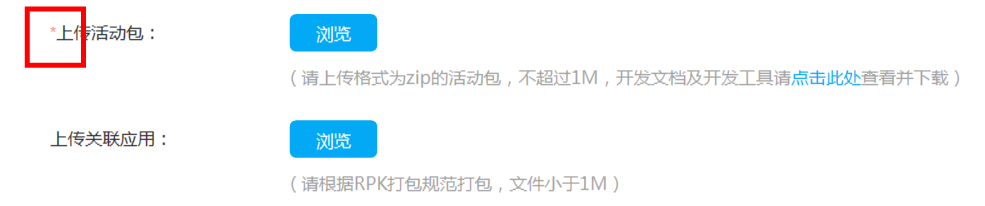 *上传活动包： 浏览
（请上传格式为zip的活动包，不超过1M，开发文档及开发工具请点击此处查看并下载）
上传关联应用： 浏览
（请根据RPK打包规范打包，文件小于1M）